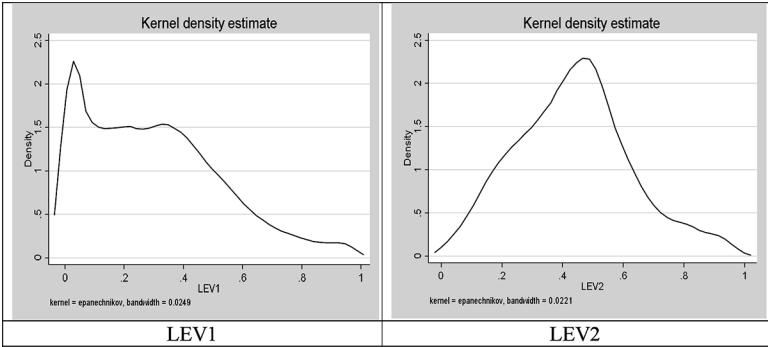 Kernel density estimate
2.5
2
1.5
1
.5
0
Density
0 .2 .4 .6 .8 1
LEV1
kernel = epanechnikov, bandwidth = 0.0249
Kernel density estimate
2.5
2
1.5
1
.5
0
Density
0 .2 .4 .6 .8 1
LEV2
kernel = epanechnikov, bandwidth = 0.0221
LEV1 LEV2